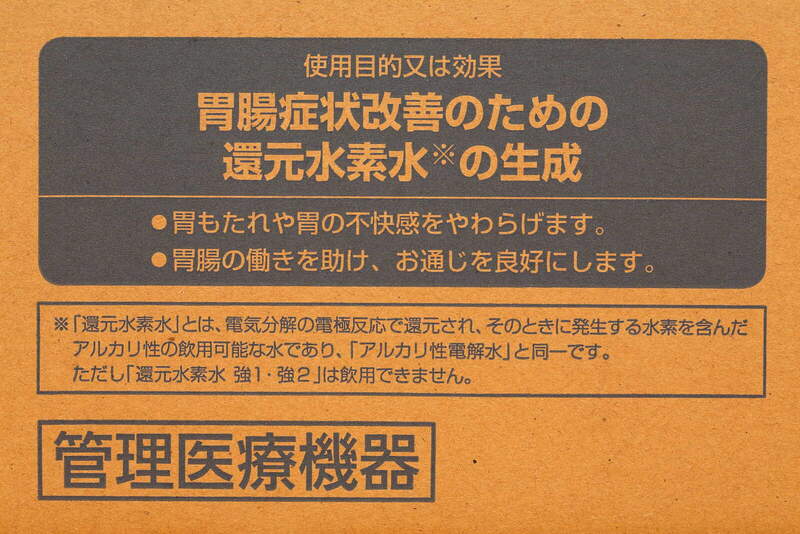 使用目的又は効果
胃腸症状改善のための
還元水素水※の生成
●胃もたれや胃の不快感をやわらげます。
●胃腸の働きを助け、お通じを良好にします。
※「還元水素水」とは、電気分解の電極反応で還元され、そのときに発生する水素を含んだ
アルカリ性の飲用可能な水であり、「アルカリ性電解水」と同一です。
ただし「還元水素水 強1・強2」は飲用できません。
管理医療機器